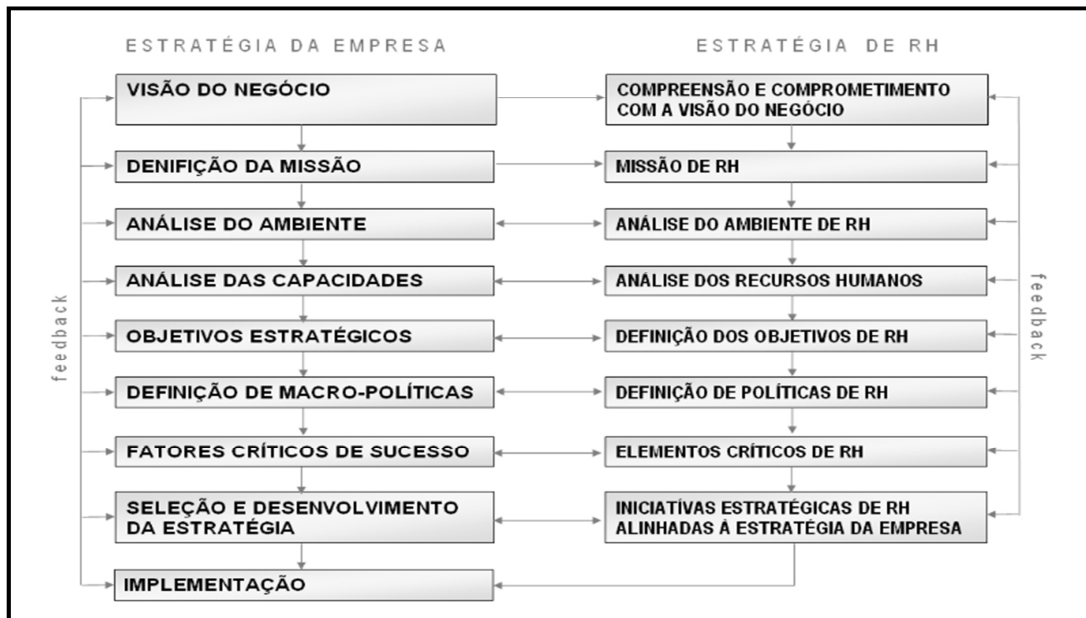 ESTRATÉGIA DA EMPRESA
ESTRATÉGIA DE RH
VISÃO DO NEGÓCIO
COMPREENSÃO E COMPROMETIMENTO
COM A VISÃO DO NEGÓCIO
DENIFIÇÃO DA MISSÃO
MISSÃO DE RH
ANÁLISE DO AMBIENTE
ANÁLISE DO AMBIENTE DE RH
ANÁLISE DAS CAPACIDADES
ANÁLISE DOS RECURSOS HUMANOS
OBJETIVOS ESTRATÉGICOS
DEFINIÇÃO DOS OBJETIVOS DE RH
DEFINIÇÃO DE MACRO-POLÍTICAS
DEFINIÇÃO DE POLÍTICAS DE RH
FATORES CRÍTICOS DE SUCESSO
ELEMENTOS CRÍTICOS DE RH
SELEÇÃO E DESENVOLVIMENTO
DA ESTRATÉGIA
INICIATÍVAS ESTRATÉGICAS DE RH
ALINHADAS À ESTRATÉGIA DA EMPRESA
IMPLEMENTAÇÃO
feedback
feedback